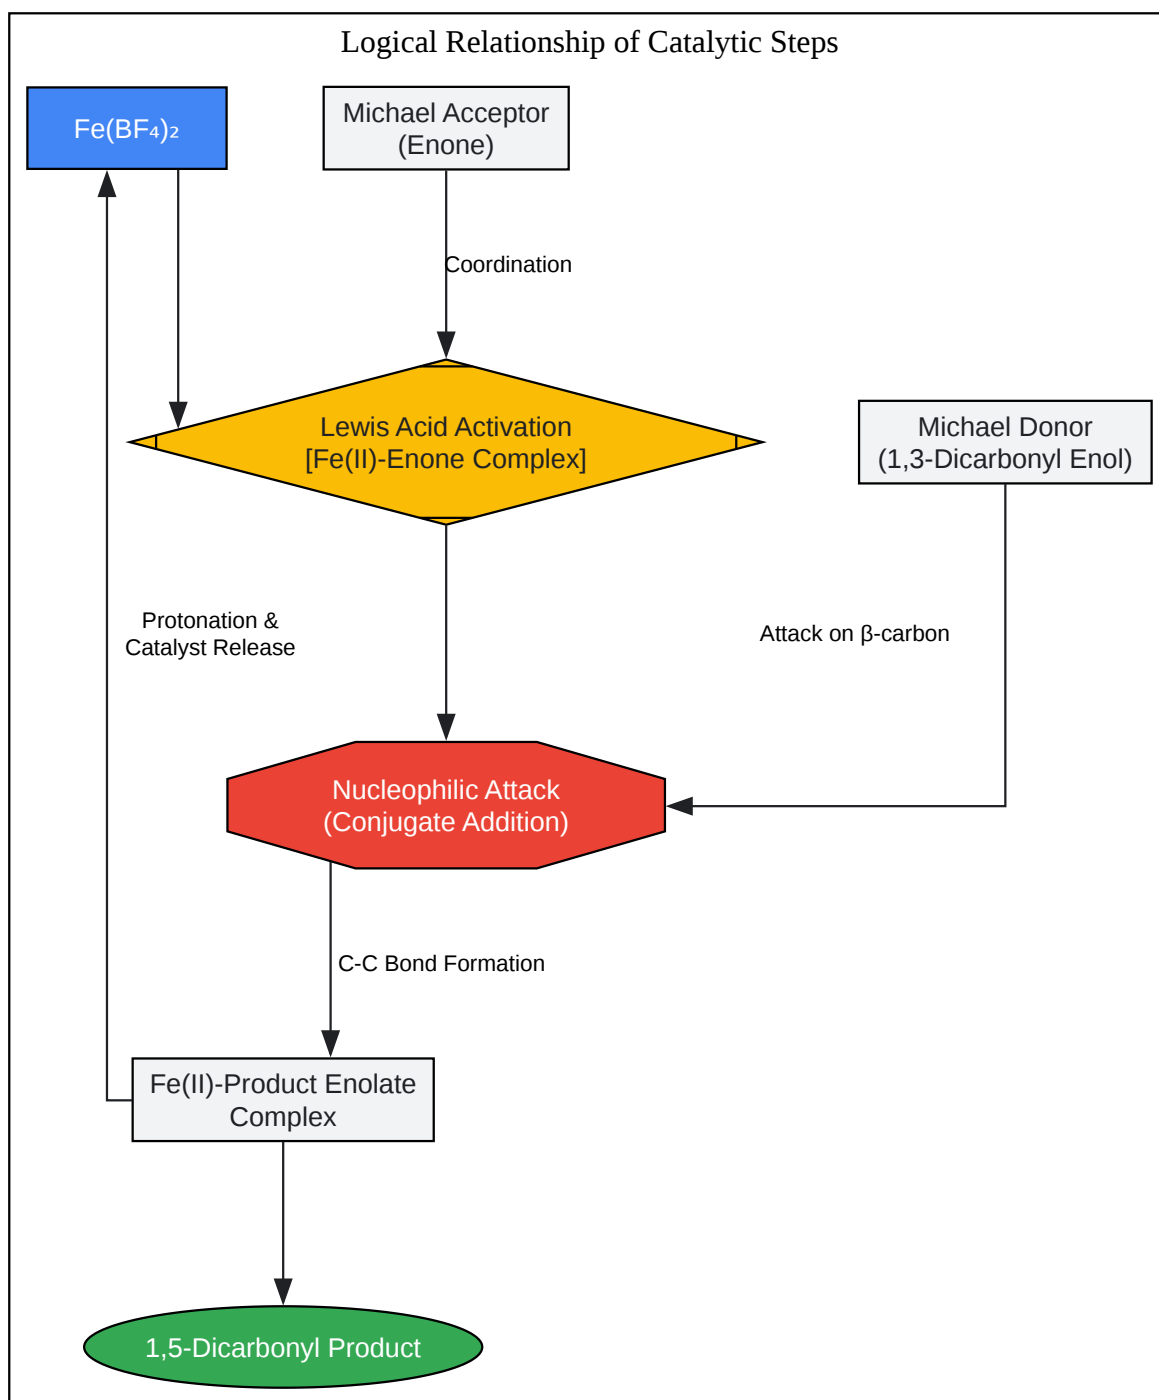 Logical Relationship of Catalytic Steps
Fe(BF₄)₂
Michael Acceptor
(Enone)
Coordination
Lewis Acid Activation
[Fe(II)-Enone Complex]
Michael Donor
(1,3-Dicarbonyl Enol)
Protonation &
Catalyst Release
Attack on β-carbon
Nucleophilic Attack
(Conjugate Addition)
C-C Bond Formation
Fe(II)-Product Enolate
Complex
1,5-Dicarbonyl Product